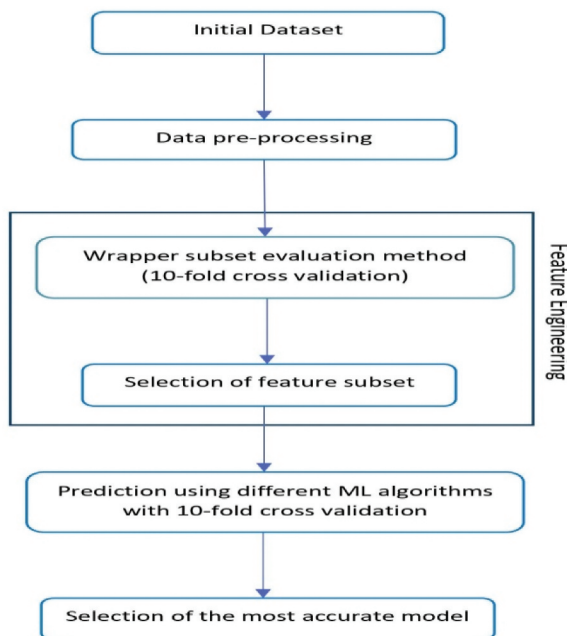 Initial Dataset
Data pre-processing
Wrapper subset evaluation method
(10-fold cross validation)
Selection of feature subset
Feature Engineering
Prediction using different ML algorithms
with 10-fold cross validation
Selection of the most accurate model